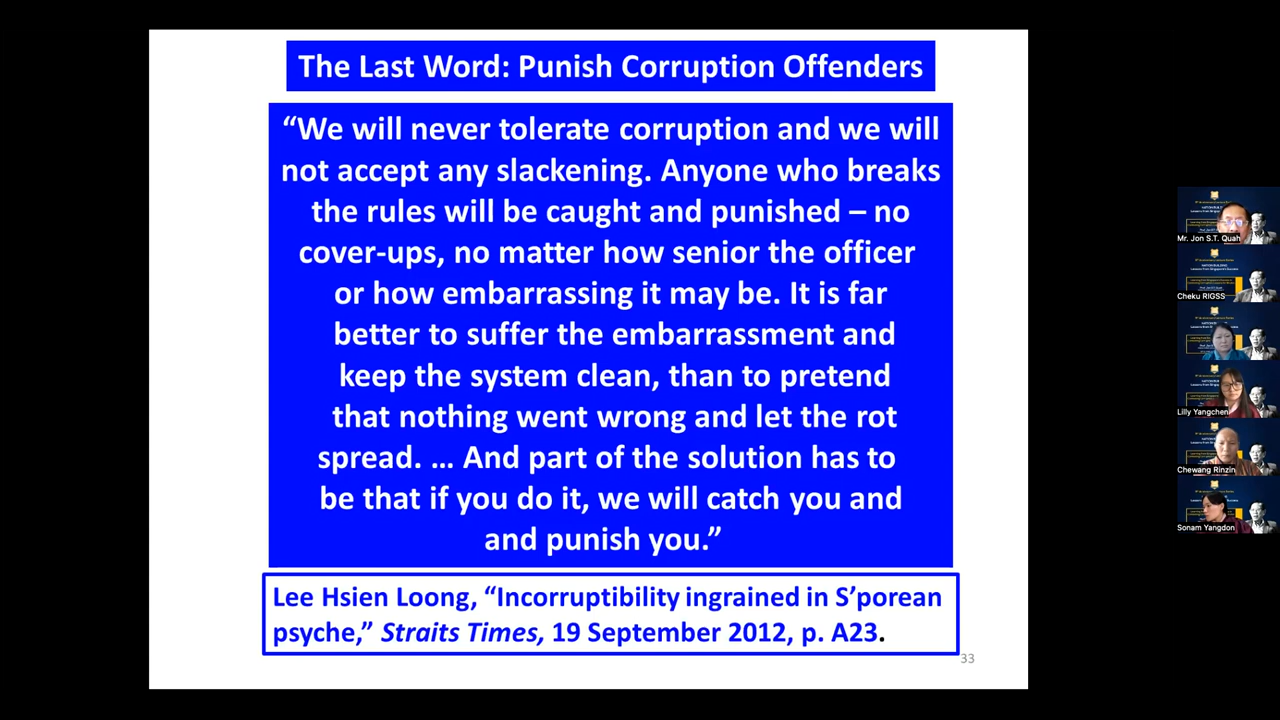 The Last Word: Punish Corruption Offenders
“We will never tolerate corruption and we will
not accept any slackening. Anyone who breaks
the rules will be caught and punished – no
cover-ups, no matter how senior the officer
or how embarrassing it may be. It is far
better to suffer the embarrassment and
keep the system clean, than to pretend
that nothing went wrong and let the rot
spread. … And part of the solution has to
be that if you do it, we will catch you and
and punish you.”
Lee Hsien Loong, “Incorruptibility ingrained in S’porean
psyche,” Straits Times, 19 September 2012, p. A23.
33
Mr. Jon S.T. Quah
Cheku RIGSS
Lilly Yangchen
Chewang Rinzin
Sonam Yangdon